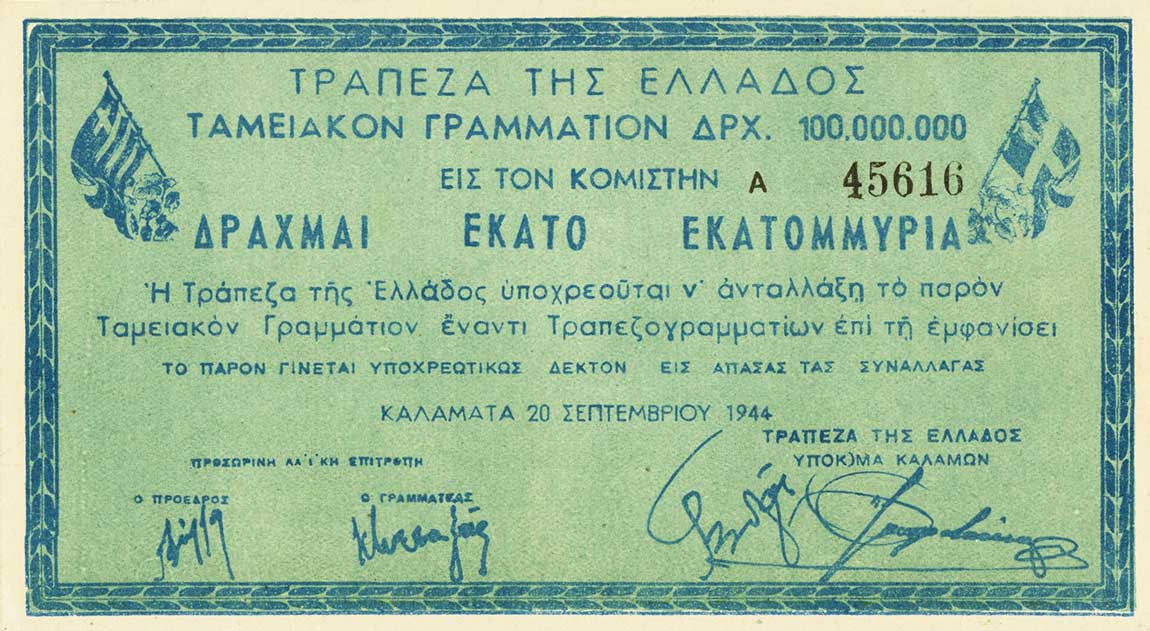 ΤΡΑΠΕΖΑ ΤΗΣ ΕΛΛΑΔΟΣ
ΤΑΜΕΙΑΚΟΝ ΓΡΑΜΜΑΤΙΟΝ ΔΡΧ. 100.000.000
ΕΙΣ ΤΟΝ ΚΟΜΙΣΤΗΝ Α 45616
ΔΡΑΧΜΑΙ ΕΚΑΤΟ ΕΚΑΤΟΜΜΥΡΙΑ
Ἡ Τράπεζα τῆς Ἑλλάδος ὑποχρεοῦται ν' ἀνταλλάξῃ τὸ παρὸν
Ταμειακὸν Γραμμάτιον ἔναντι Τραπεζογραμματίων ἐπὶ τῇ ἐμφανίσει
ΤΟ ΠΑΡΟΝ ΓΙΝΕΤΑΙ ΥΠΟΧΡΕΩΤΙΚΩΣ ΔΕΚΤΟΝ ΕΙΣ ΑΠΑΣΑΣ ΤΑΣ ΣΥΝΑΛΛΑΓΑΣ
ΚΑΛΑΜΑΤΑ 20 ΣΕΠΤΕΜΒΡΙΟΥ 1944
ΤΡΑΠΕΖΑ ΤΗΣ ΕΛΛΑΔΟΣ
ΥΠΟΚ)ΜΑ ΚΑΛΑΜΩΝ
ΠΡΟΣΩΡΙΝΗ ΛΑ·Ι·ΚΗ ΕΠΙΤΡΟΠΗ
Ο ΠΡΟΕΔΡΟΣ Ο ΓΡΑΜΜΑΤΕΑΣ